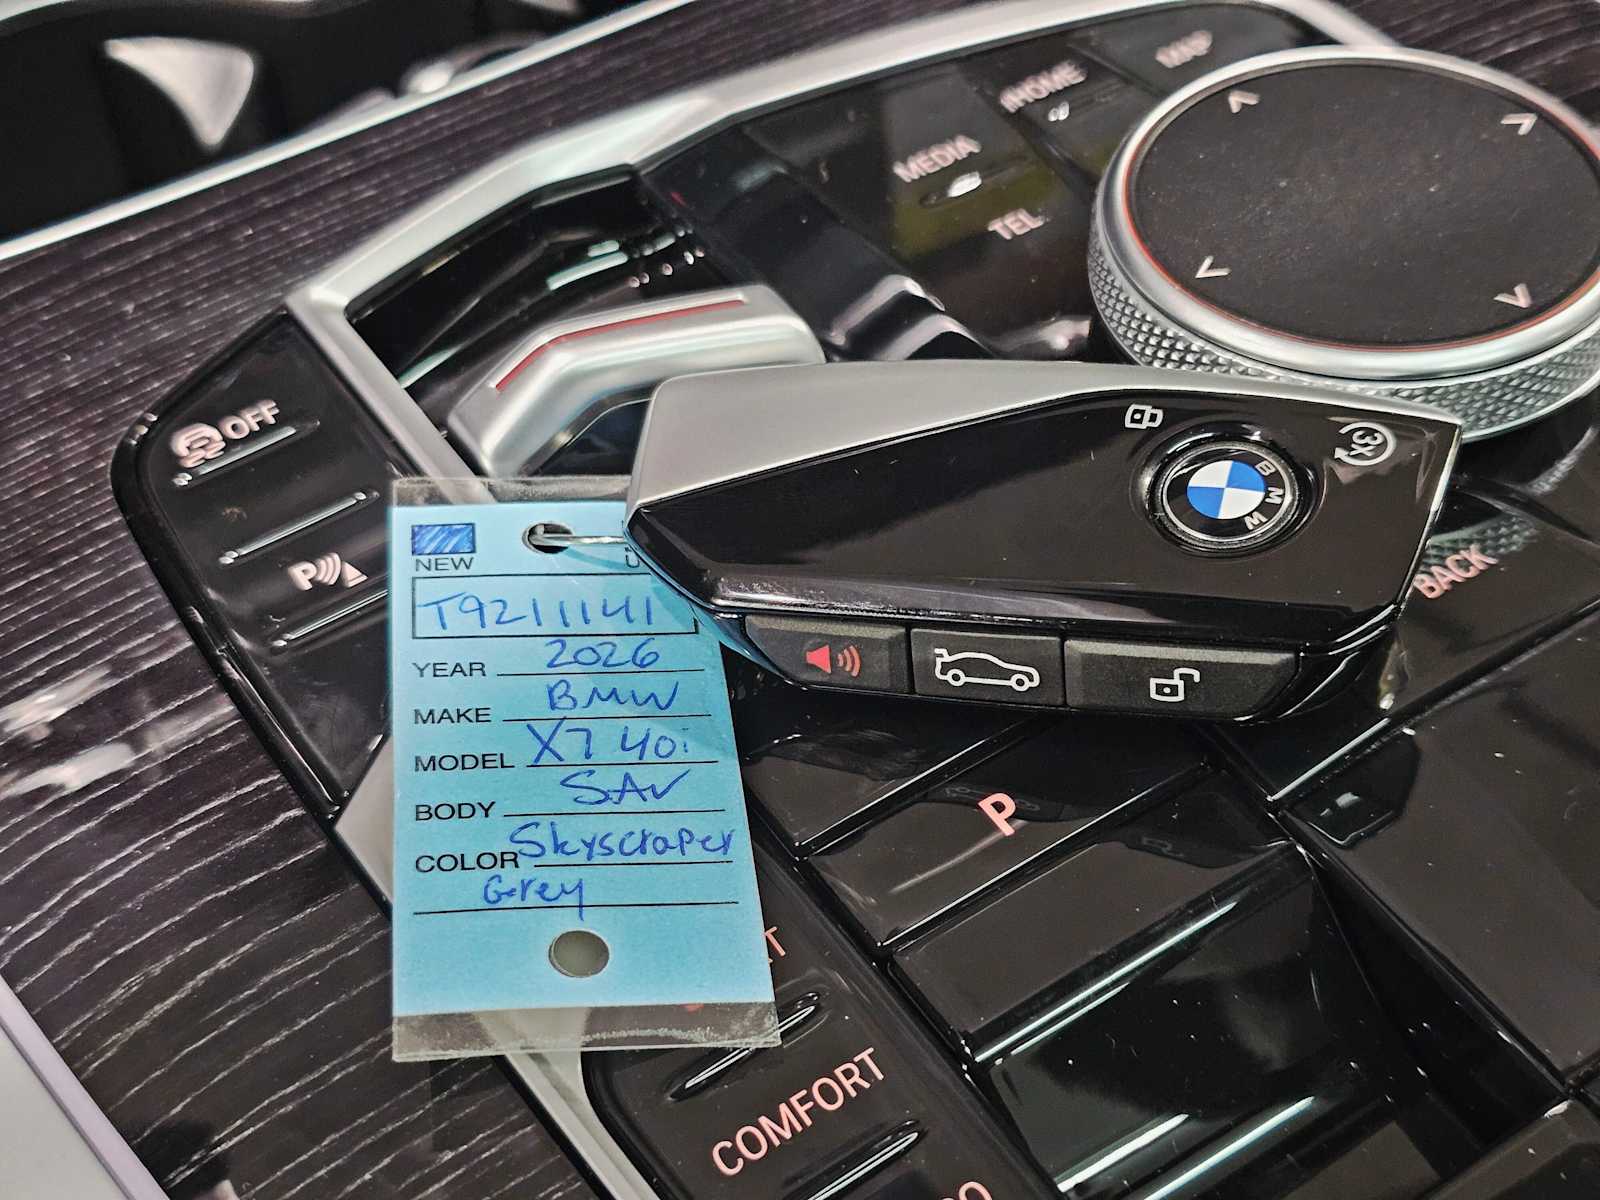 MAP
HOME
MEDIA
TEL
OFF
P
3X
BMW
BACK
NEW
T9211141
YEAR 2026
MAKE BMW
MODEL X7 40i
BODY SAV
COLOR Skyscraper
Grey
P
COMFORT